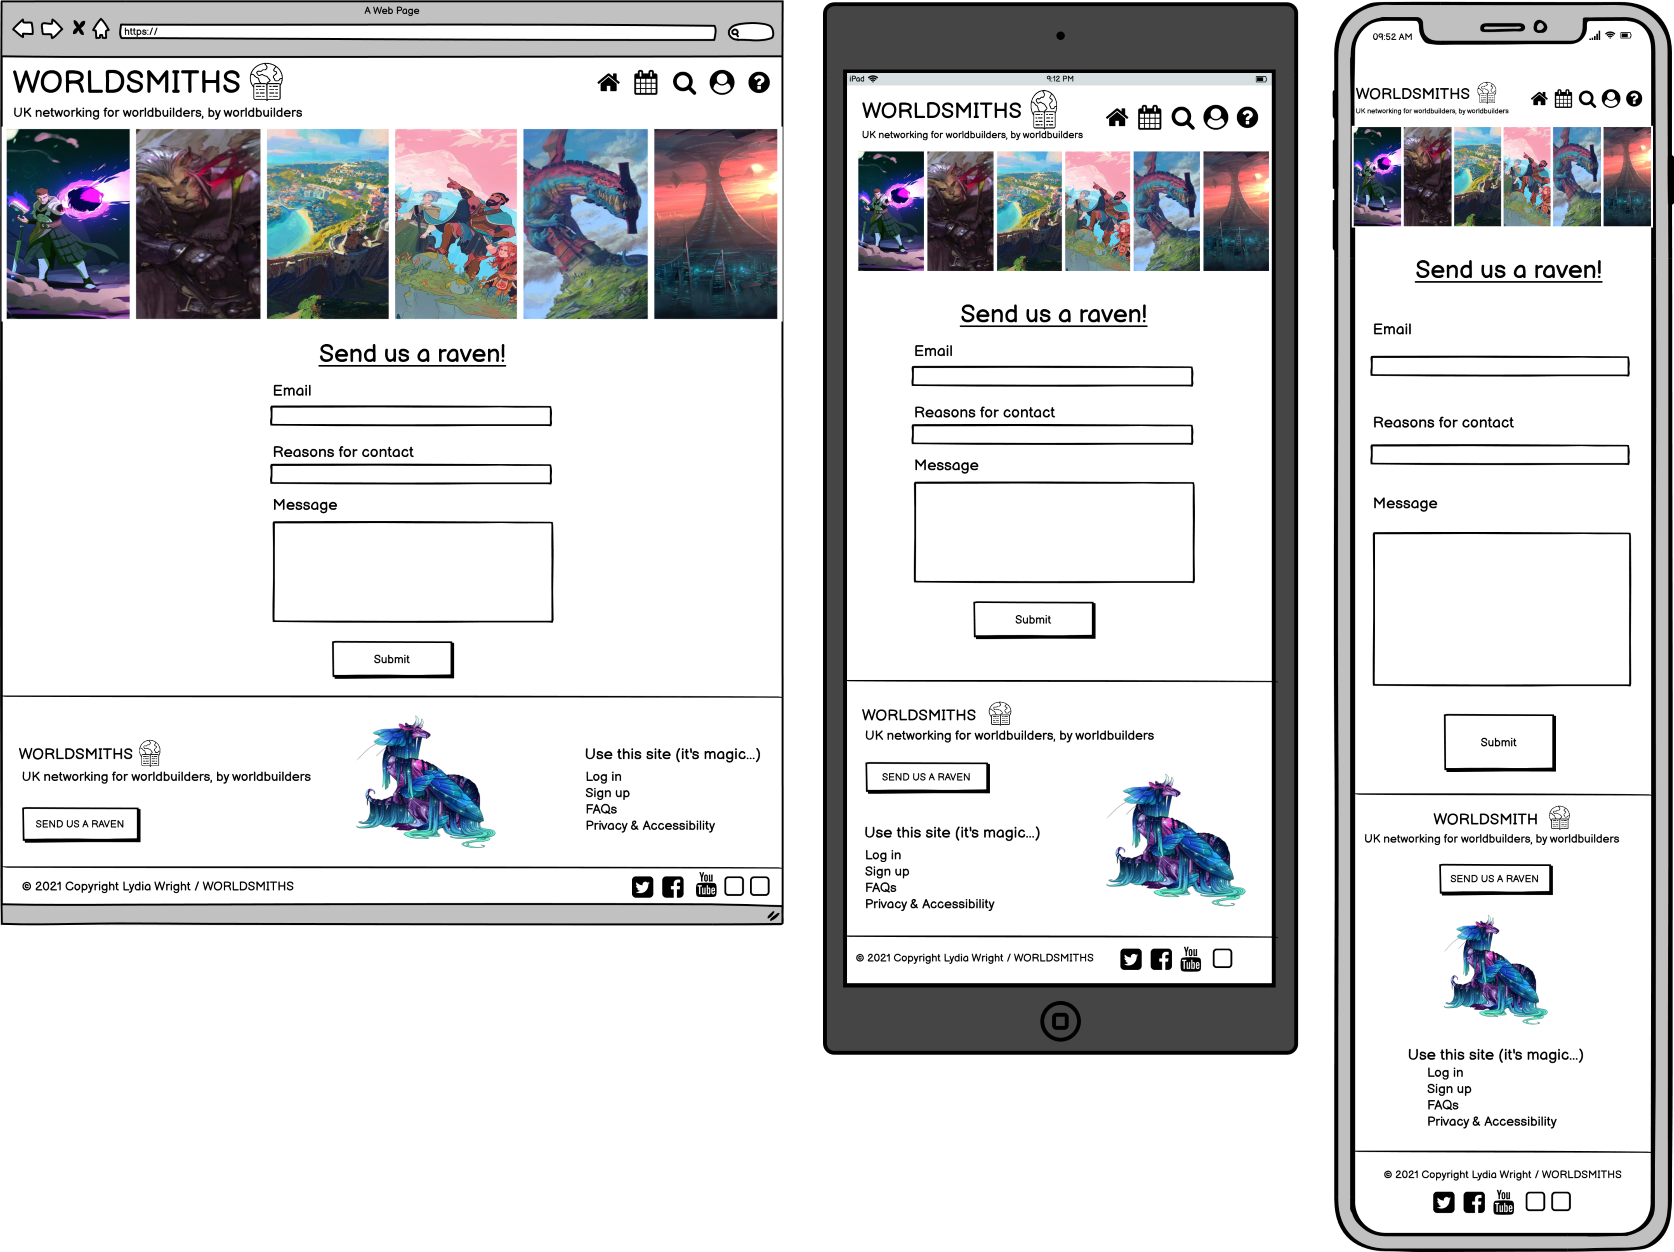 A Web Page
https://
WORLDSMITHS
UK networking for worldbuilders, by worldbuilders
Send us a raven!
Email
Reasons for contact
Message
Submit
WORLDSMITHS
UK networking for worldbuilders, by worldbuilders
SEND US A RAVEN
Use this site (it's magic...)
Log in
Sign up
FAQs
Privacy & Accessibility
© 2021 Copyright Lydia Wright / WORLDSMITHS
You
Tube
iPod
9:12 PM
WORLDSMITHS
UK networking for worldbuilders, by worldbuilders
Send us a raven!
Email
Reasons for contact
Message
Submit
WORLDSMITHS
UK networking for worldbuilders, by worldbuilders
SEND US A RAVEN
Use this site (it's magic...)
Log in
Sign up
FAQs
Privacy & Accessibility
© 2021 Copyright Lydia Wright / WORLDSMITHS
You
Tube
09:52 AM
WORLDSMITHS
UK networking for worldbuilders, by worldbuilders
Send us a raven!
Email
Reasons for contact
Message
Submit
WORLDSMITH
UK networking for worldbuilders, by worldbuilders
SEND US A RAVEN
Use this site (it's magic...)
Log in
Sign up
FAQs
Privacy & Accessibility
© 2021 Copyright Lydia Wright / WORLDSMITHS
You
Tube